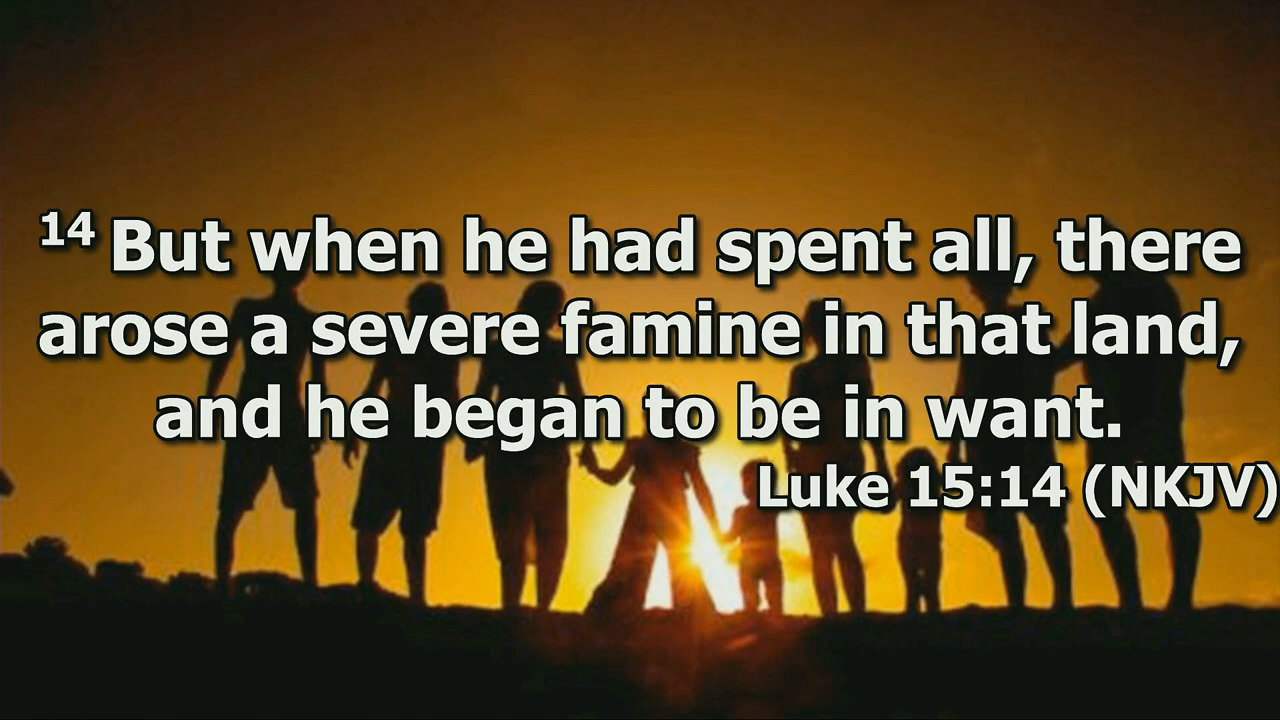 14 But when he had spent all, there
arose a severe famine in that land,
and he began to be in want.
Luke 15:14 (NKJV)